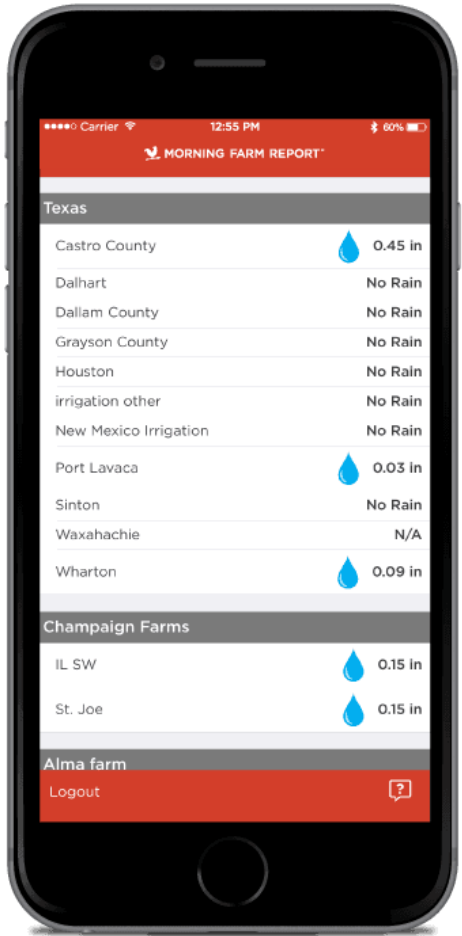 Carrier 12:55 PM 60%
MORNING FARM REPORT
Texas
Castro County 0.45 in
Dalhart No Rain
Dallam County No Rain
Grayson County No Rain
Houston No Rain
irrigation other No Rain
New Mexico Irrigation No Rain
Port Lavaca 0.03 in
Sinton No Rain
Waxahachie N/A
Wharton 0.09 in
Champaign Farms
IL SW 0.15 in
St. Joe 0.15 in
Alma farm
Logout ?